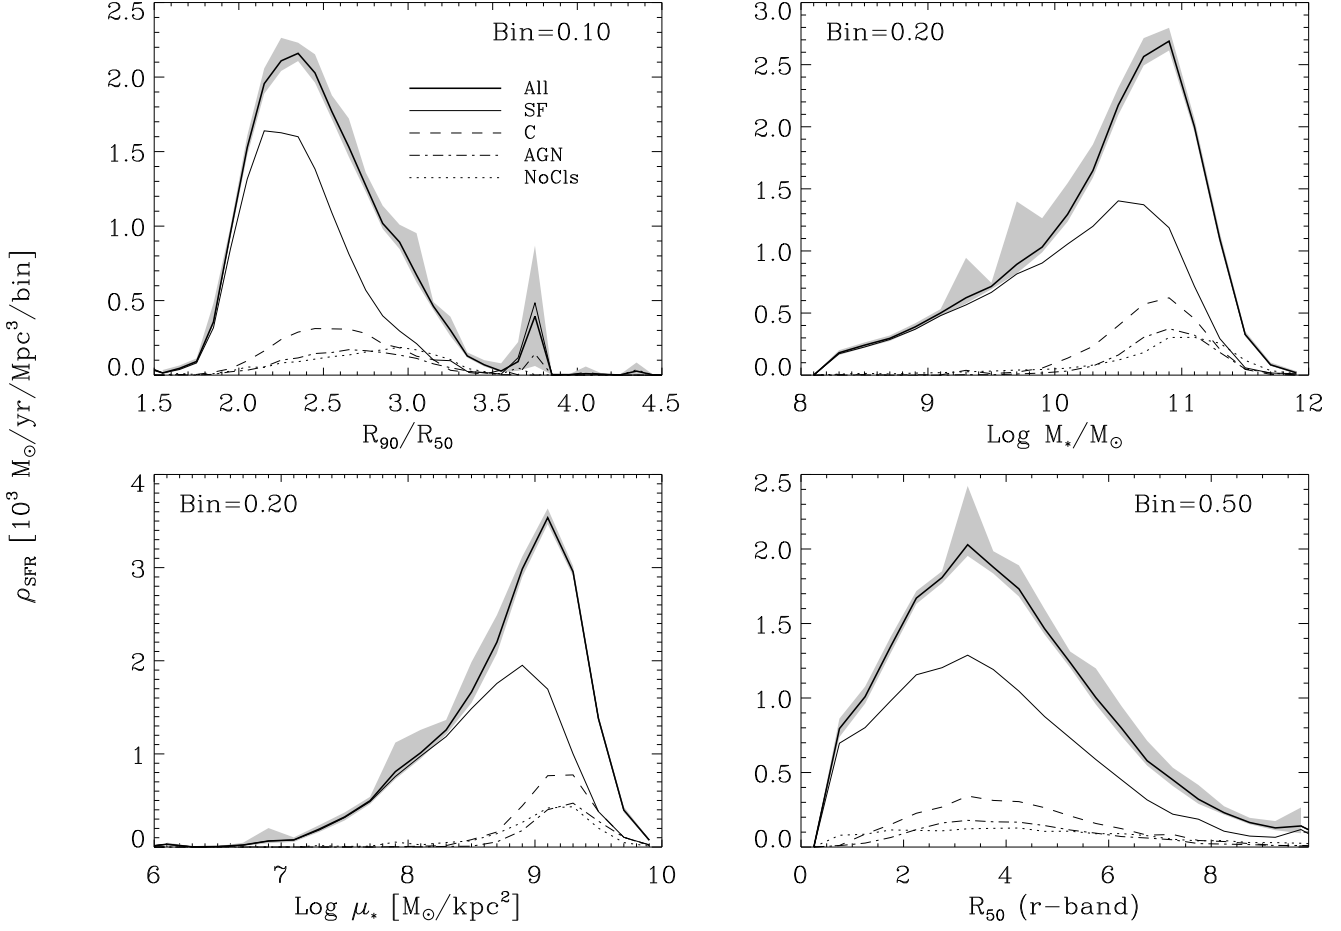 ρSFR [10³ M⊙/yr/Mpc³/bin]
2.5
2.0
1.5
1.0
0.5
0.0
Bin=0.10
All
SF
C
AGN
NoCls
1.5 2.0 2.5 3.0 3.5 4.0 4.5
R90/R50
3.0
2.5
2.0
1.5
1.0
0.5
0.0
Bin=0.20
8 9 10 11 12
Log M*/M⊙
4
3
2
1
0
Bin=0.20
6 7 8 9 10
Log μ* [M⊙/kpc²]
2.5
2.0
1.5
1.0
0.5
0.0
Bin=0.50
0 2 4 6 8
R50 (r-band)